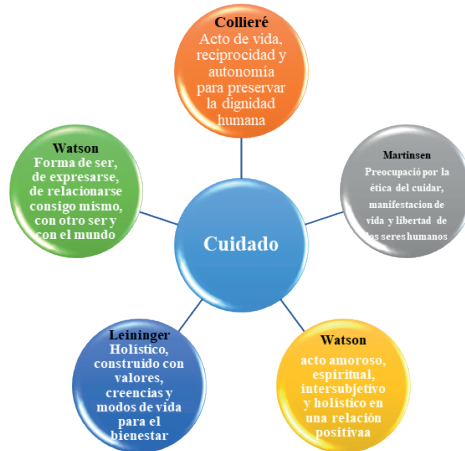 Collieré
Acto de vida,
reciprocidad y
autonomía
para preservar
la dignidad
humana
Watson
Forma de ser,
de expresarse,
de relacionarse
consigo mismo,
con otro ser y
con el mundo
Martinsen
Preocupació por la
ética del cuidar,
manifestacion de
vida y libertad de
los seres humanos
Cuidado
Leininger
Holístico,
construido con
valores,
creencias y
modos de vida
para el
bienestar
Watson
acto amoroso,
espiritual,
intersubjetivo
y holístico en
una relación
positivaa